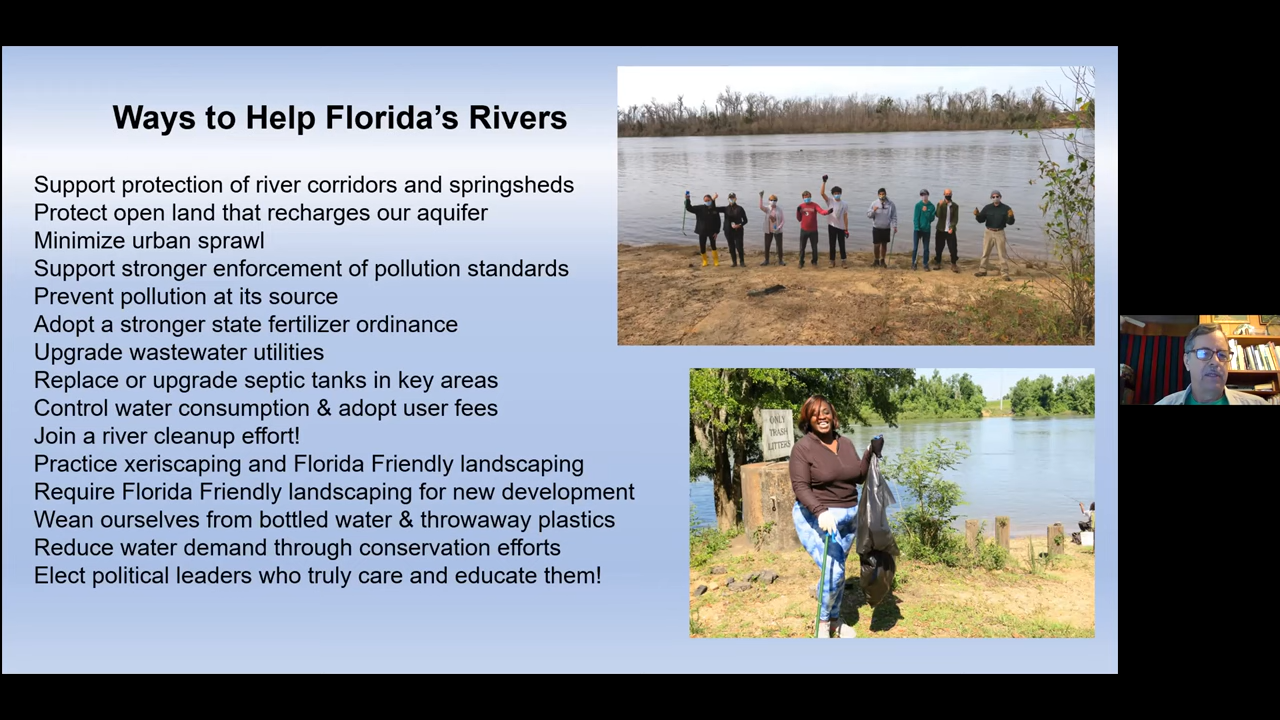 Ways to Help Florida's Rivers
Support protection of river corridors and springsheds
Protect open land that recharges our aquifer
Minimize urban sprawl
Support stronger enforcement of pollution standards
Prevent pollution at its source
Adopt a stronger state fertilizer ordinance
Upgrade wastewater utilities
Replace or upgrade septic tanks in key areas
Control water consumption & adopt user fees
Join a river cleanup effort!
Practice xeriscaping and Florida Friendly landscaping
Require Florida Friendly landscaping for new development
Wean ourselves from bottled water & throwaway plastics
Reduce water demand through conservation efforts
Elect political leaders who truly care and educate them!
ONLY
TRASH
LITTERS